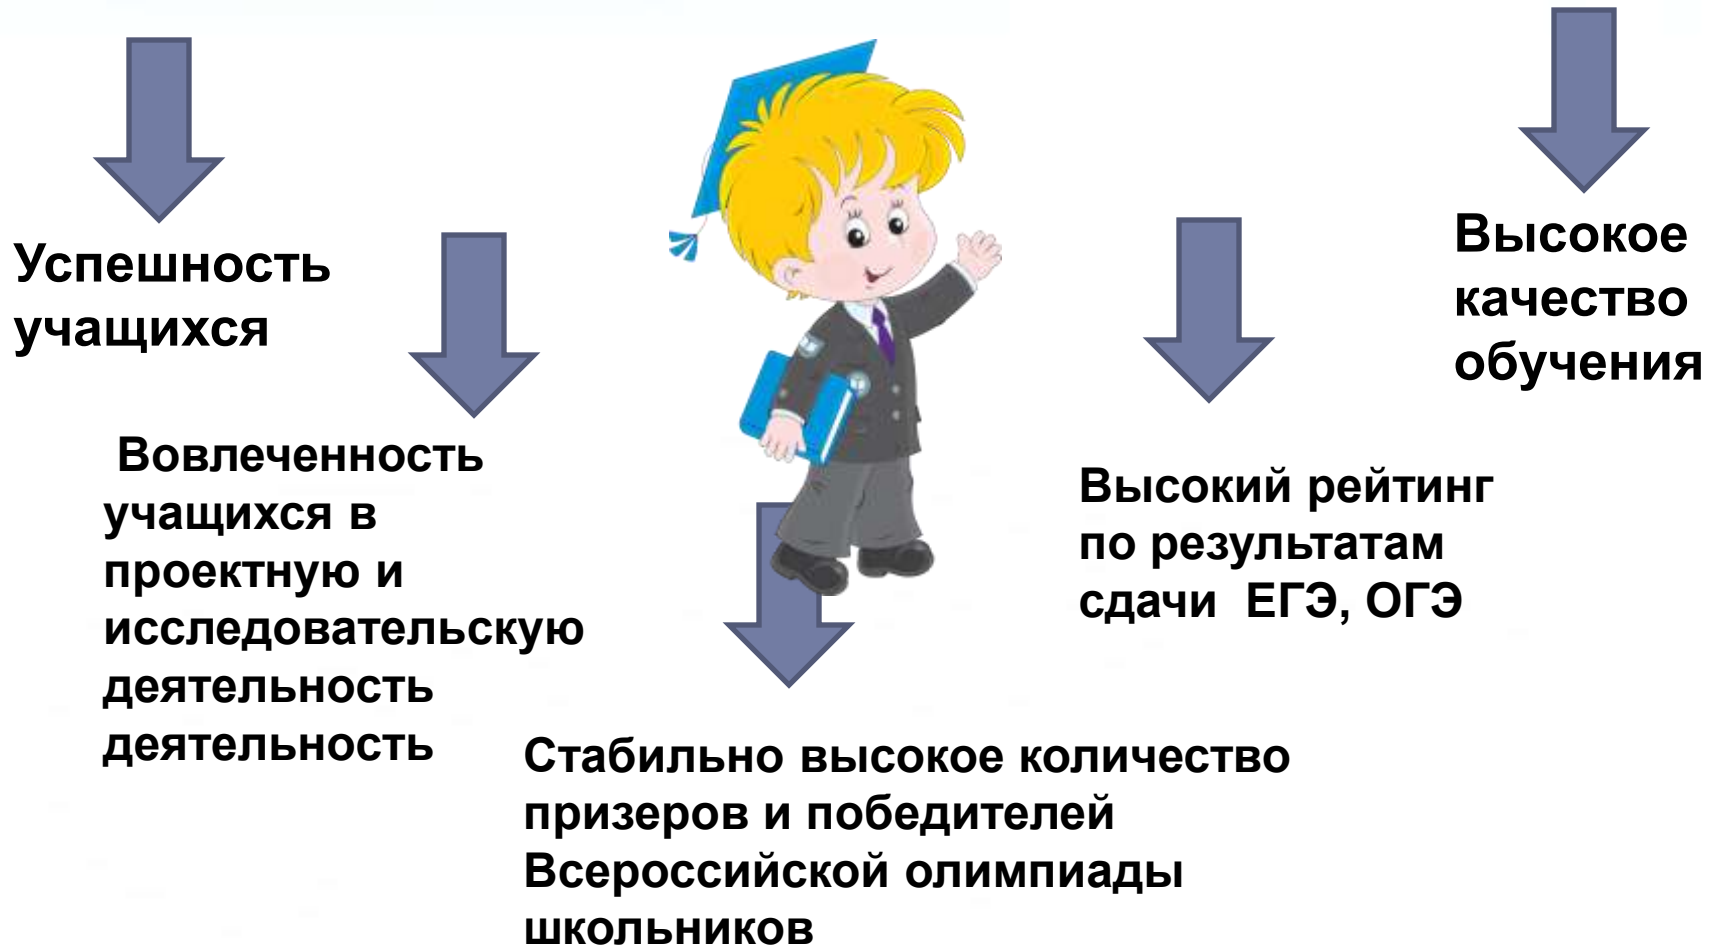 Успешность
учащихся
Вовлеченность
учащихся в
проектную и
исследовательскую
деятельность
деятельность
Стабильно высокое количество
призеров и победителей
Всероссийской олимпиады
школьников
Высокий рейтинг
по результатам
сдачи ЕГЭ, ОГЭ
Высокое
качество
обучения